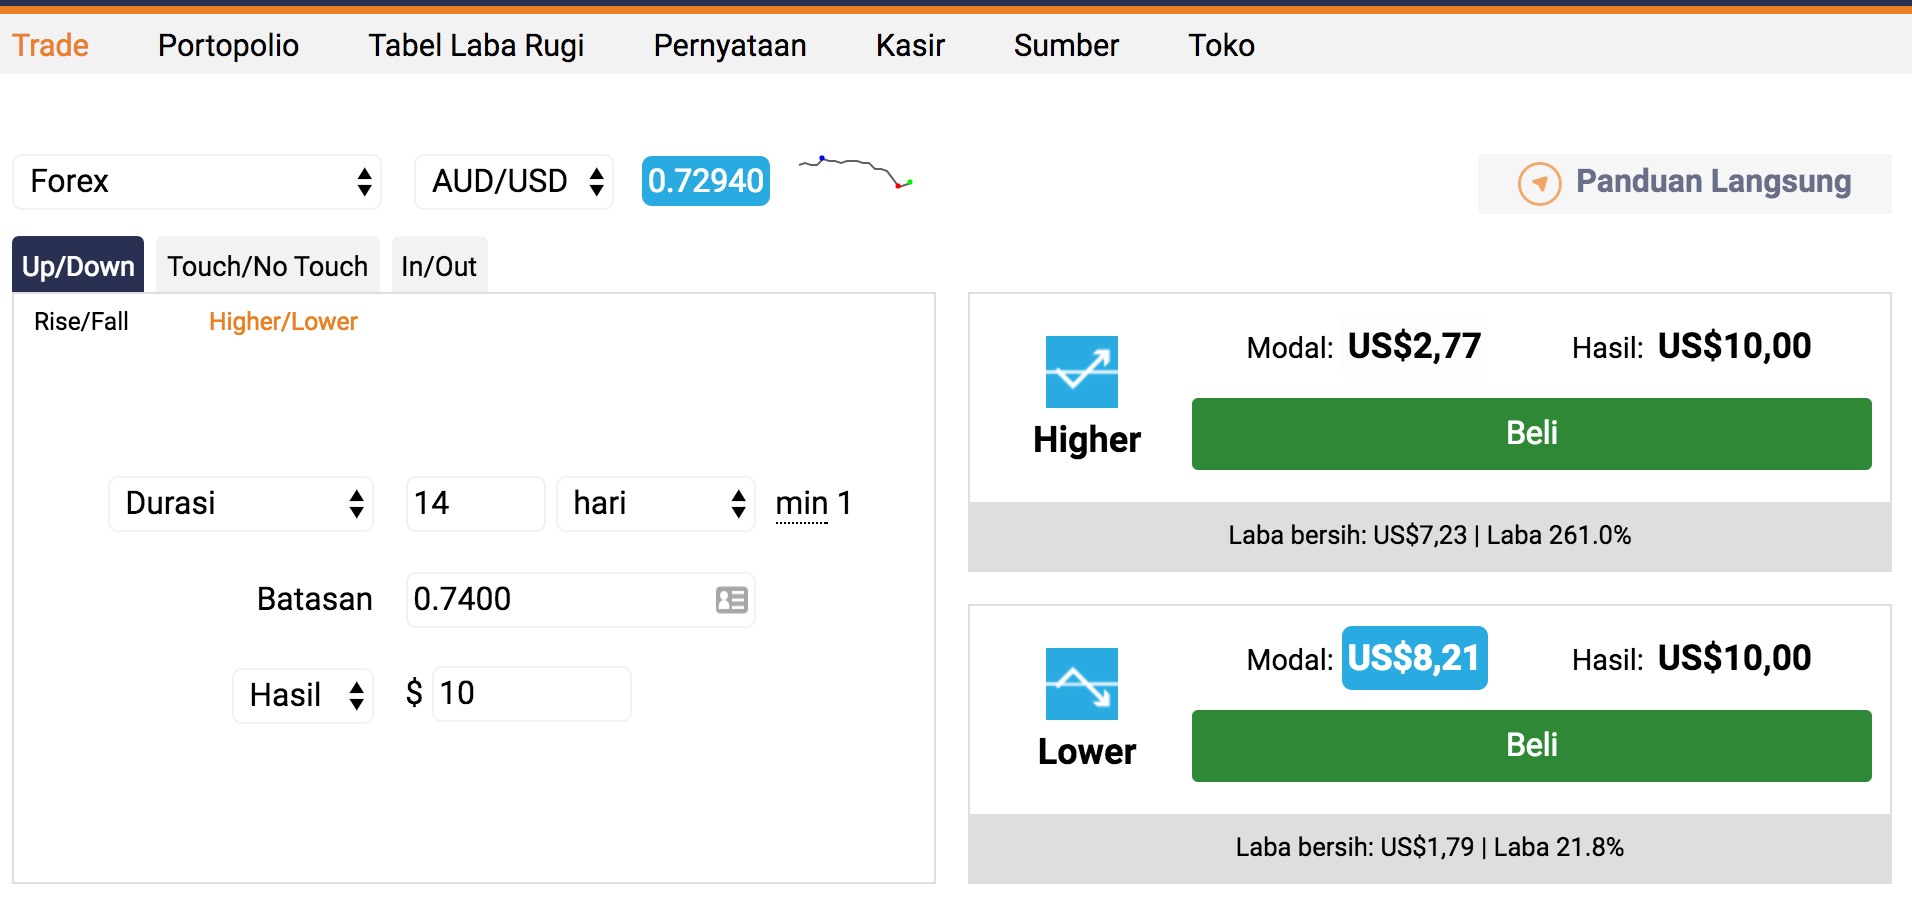 Trade Portopolio Tabel Laba Rugi Pernyataan Kasir Sumber Toko
Forex AUD/USD 0.72940 Panduan Langsung
Up/Down Touch/No Touch In/Out
Rise/Fall Higher/Lower
Durasi 14 hari min 1
Batasan 0.7400
Hasil $ 10
Modal: US$2,77 Hasil: US$10,00
Higher Beli
Laba bersih: US$7,23 | Laba 261.0%
Modal: US$8,21 Hasil: US$10,00
Lower Beli
Laba bersih: US$1,79 | Laba 21.8%